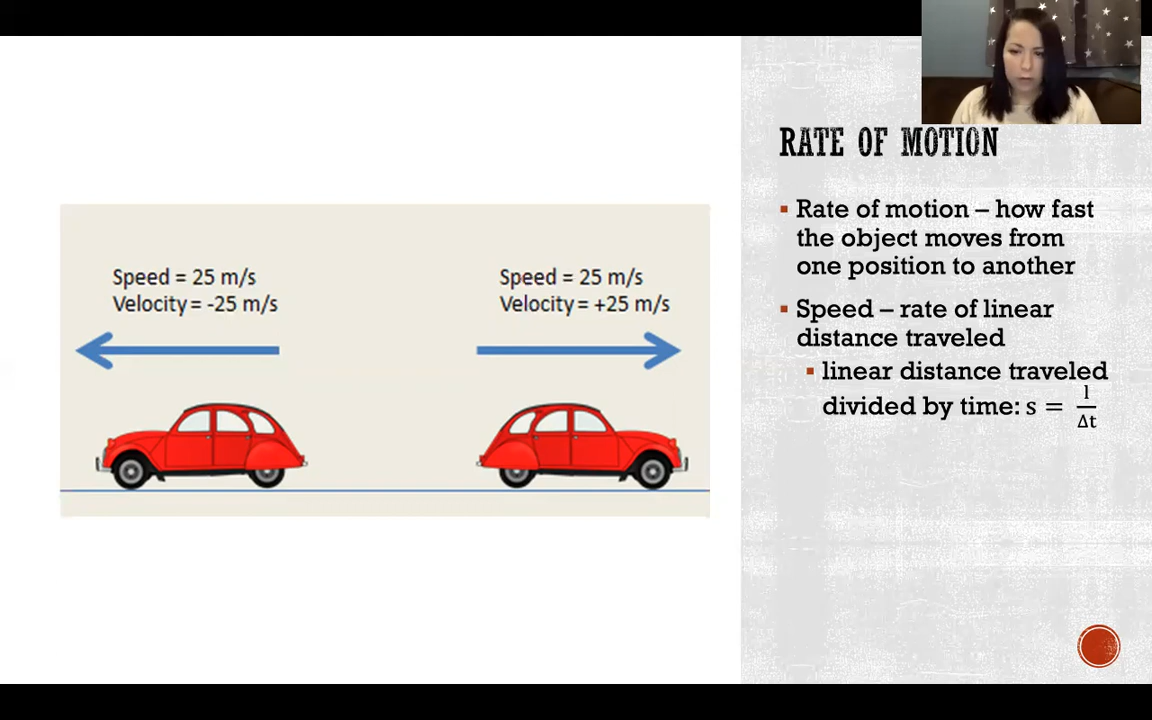 Speed = 25 m/s
Velocity = -25 m/s
Speed = 25 m/s
Velocity = +25 m/s
RATE OF MOTION
▪ Rate of motion – how fast
the object moves from
one position to another
▪ Speed – rate of linear
distance traveled
▪ linear distance traveled
divided by time: s = l/Δt